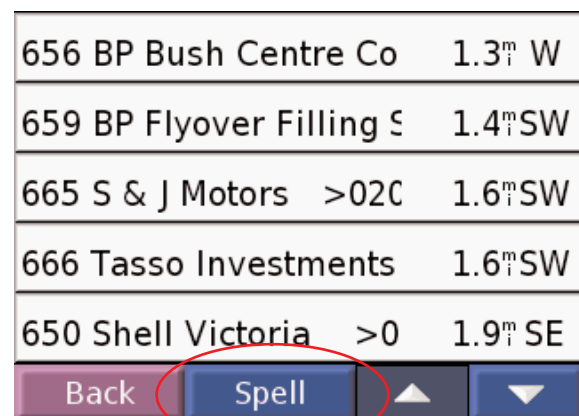 656 BP Bush Centre Co 1.3mi W
659 BP Flyover Filling S 1.4mi SW
665 S & J Motors >020 1.6mi SW
666 Tasso Investments 1.6mi SW
650 Shell Victoria >0 1.9mi SE
Back Spell